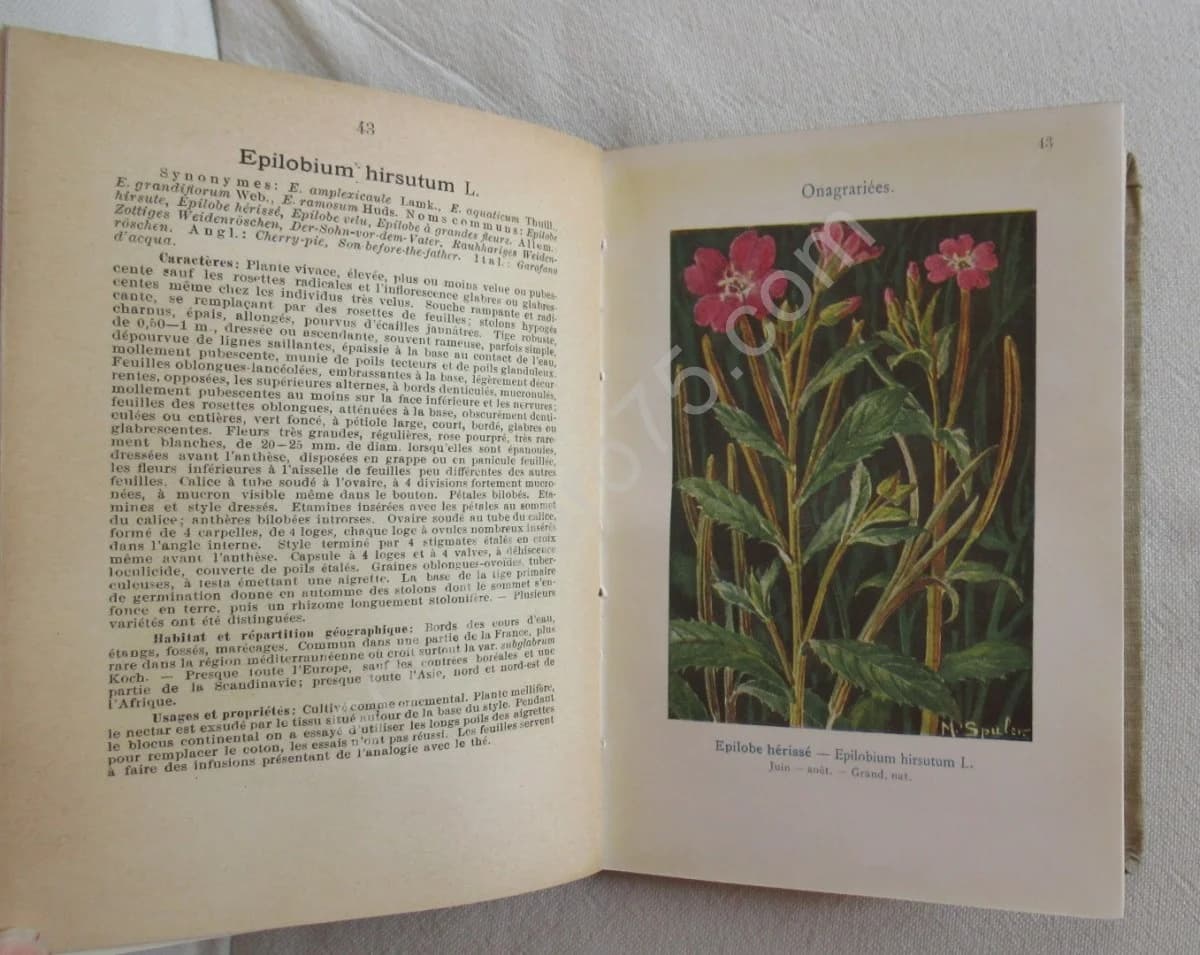 43
Epilobium hirsutum L.
Synonymes: E. amplexicaule Lamk., E. aquaticum Thuill.,
E. grandiflorum Web., E. ramosum Huds. Noms communs: Epilobe
hirsute, Epilobe hérissé, Epilobe velu, Epilobe à grandes fleurs. Allem.:
Zottiges Weidenröschen, Der-Sohn-vor-dem-Vater, Rauhhariges Weiden-
röschen. Angl.: Cherry-pie, Son-before-the-father. Ital.: Garofano
d'acqua.
Caractères: Plante vivace, élevée, plus ou moins velue ou pubes-
cente sauf les rosettes radicales et l'inflorescence glabres ou glabres-
centes même chez les individus très velus. Souche rampante et radi-
cante, se remplaçant par des rosettes de feuilles; stolons hypogés
charnus, épais, allongés, pourvus d'écailles jaunâtres. Tige robuste,
de 0,50—1 m., dressée ou ascendante, souvent rameuse, parfois simple,
dépourvue de lignes saillantes, épaissie à la base au contact de l'eau,
mollement pubescente, munie de poils tecteurs et de poils glanduleux.
Feuilles oblongues-lancéolées, embrassantes à la base, légèrement décur-
rentes, opposées, les supérieures alternes, à bords denticulés, mucronulés,
mollement pubescentes au moins sur la face inférieure et les nervures;
feuilles des rosettes oblongues, atténuées à la base, obscurément denti-
culées ou entières, vert foncé, à pétiole large, court, bordé, glabres ou
glabrescentes. Fleurs très grandes, régulières, rose pourpré, très rare-
ment blanches, de 20—25 mm. de diam. lorsqu'elles sont épanouies,
dressées avant l'anthèse, disposées en grappe ou en panicule feuillée,
les fleurs inférieures à l'aisselle de feuilles peu différentes des autres
feuilles. Calice à tube soudé à l'ovaire, à 4 divisions fortement mucro-
nées, à mucron visible même dans le bouton. Pétales bilobés. Eta-
mines et style dressés. Etamines insérées avec les pétales au sommet
du calice; anthères bilobées introrses. Ovaire soudé au tube du calice,
formé de 4 carpelles, de 4 loges, chaque loge à ovules nombreux insérés
dans l'angle interne. Style terminé par 4 stigmates étalés en croix
même avant l'anthèse. Capsule à 4 loges et à 4 valves, à déhiscence
loculicide, couverte de poils étalés. Graines oblongues-ovoïdes, tuber-
culeuses, à testa émettant une aigrette. La base de la tige primaire
de germination donne en automne des stolons dont le sommet s'en-
fonce en terre, puis un rhizome longuement stolonifère. — Plusieurs
variétés ont été distinguées.
Habitat et répartition géographique: Bords des cours d'eau,
étangs, fossés, marécages. Commun dans une partie de la France, plus
rare dans la région méditerranéenne où croit surtout la var. subglabrum
Koch. — Presque toute l'Europe, sauf les contrées boréales et une
partie de la Scandinavie; presque toute l'Asie, nord et nord-est de
l'Afrique.
Usages et propriétés: Cultivé comme ornemental. Plante mellifère,
le nectar est exsudé par le tissu situé autour de la base du style. Pendant
le blocus continental on a essayé d'utiliser les longs poils des aigrettes
pour remplacer le coton, les essais n'ont pas réussi. Les feuilles servent
à faire des infusions présentant de l'analogie avec le thé.
43
Onagrariées.
M. Spuler
Epilobe hérissé — Epilobium hirsutum L.
Juin — août. — Grand. nat.
675.com